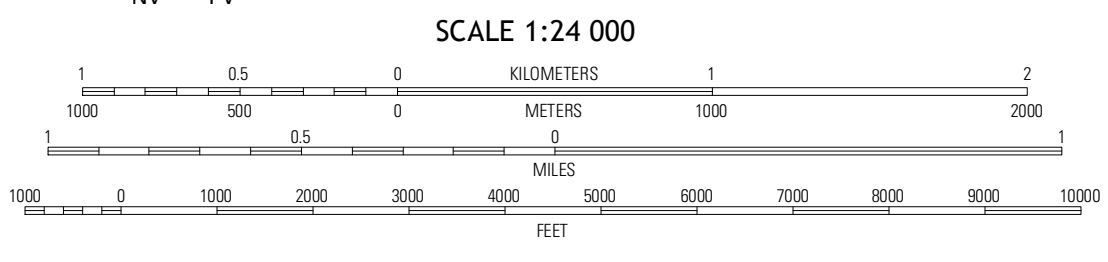 SCALE 1:24 000
1 0.5 0 KILOMETERS 1 2
1000 500 0 METERS 1000 2000
1 0.5 0 1
MILES
1000 0 1000 2000 3000 4000 5000 6000 7000 8000 9000 10000
FEET